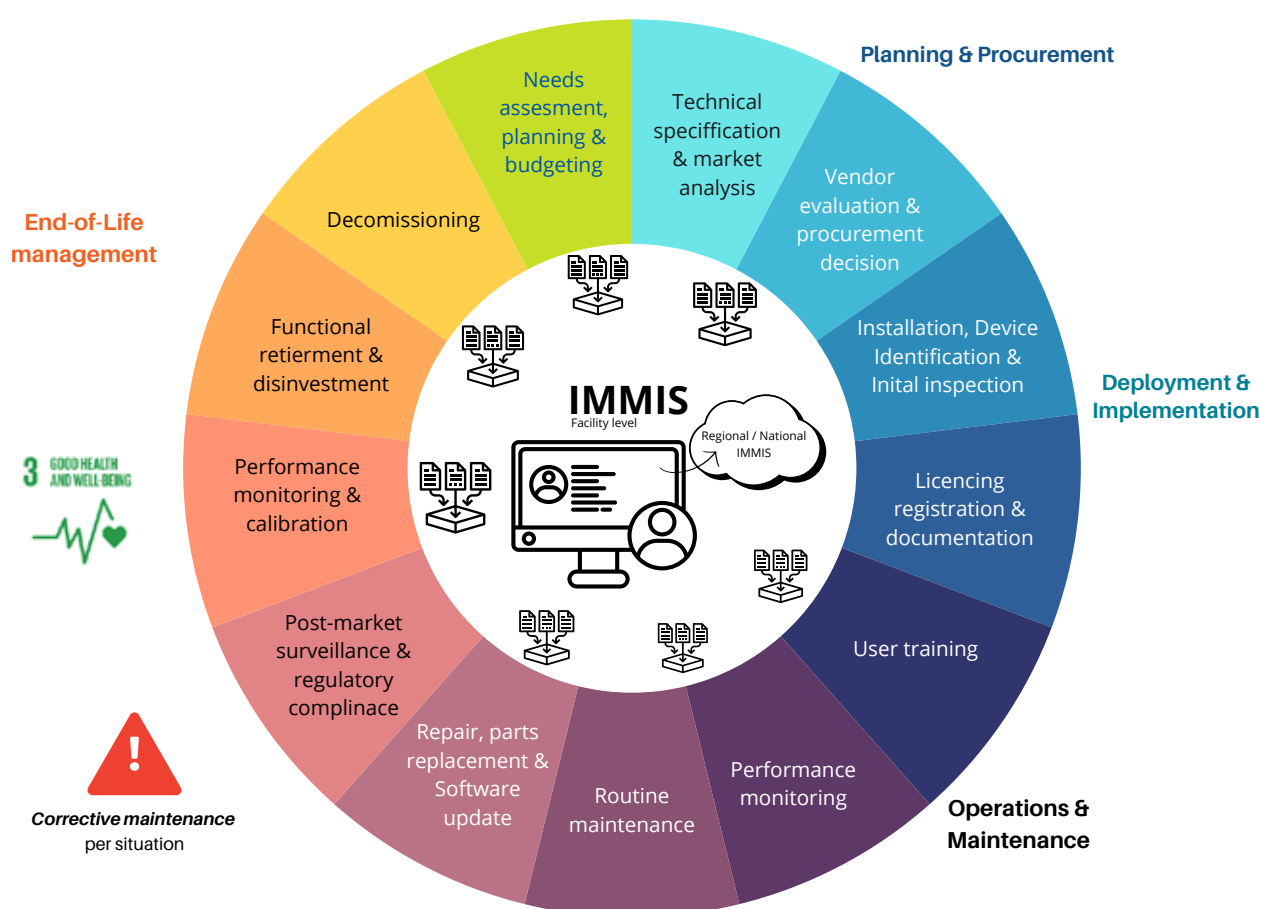 Planning & Procurement
Needs
assesment,
planning &
budgeting
Technical
speciffication
& market
analysis
Vendor
evaluation &
procurement
decision
Installation, Device
Identification &
Inital inspection
Deployment &
Implementation
Licencing
registration &
documentation
User training
Operations &
Maintenance
Performance
monitoring
Routine
maintenance
Repair, parts
replacement &
Software
update
Post-market
surveillance &
regulatory
complinace
Performance
monitoring &
calibration
Functional
retierment &
disinvestment
Decomissioning
End-of-Life
management
3 GOOD HEALTH
AND WELL-BEING
!
Corrective maintenance
per situation
IMMIS
Facility level
Regional / National
IMMIS